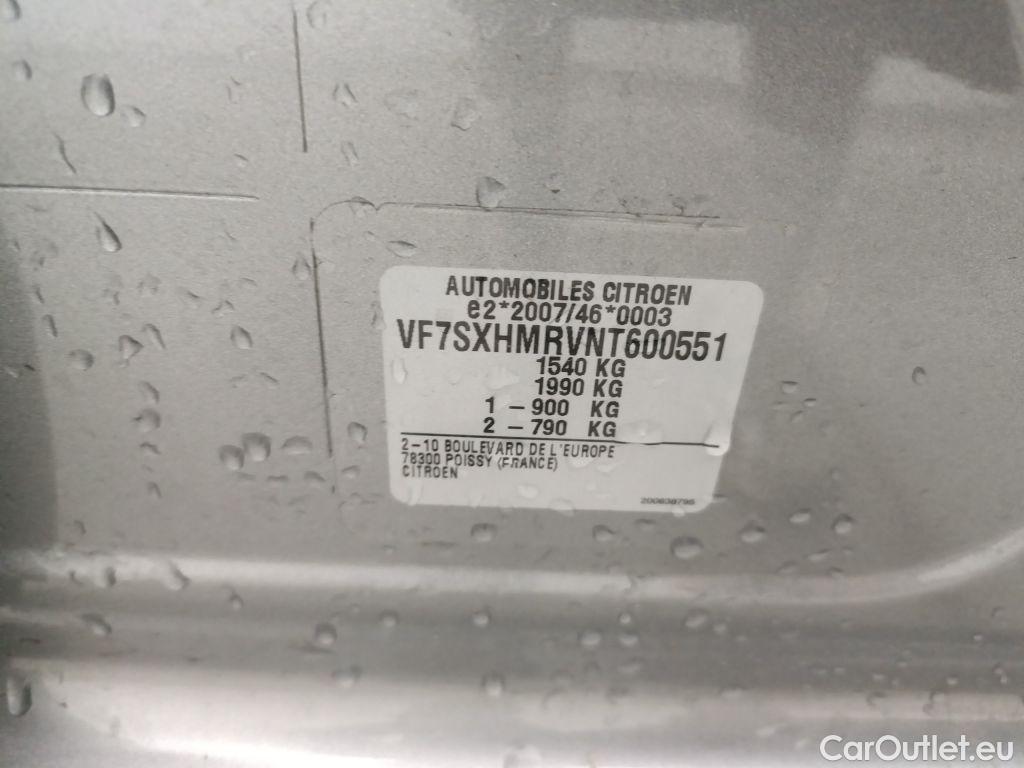 AUTOMOBILES CITROEN
e2*2007/46*0003
VF7SXHMRVNT600551
1540 KG
1990 KG
1 - 900 KG
2 - 790 KG
2-10 BOULEVARD DE L'EUROPE
78300 POISSY (FRANCE)
CITROEN
200638795
CarOutlet.eu